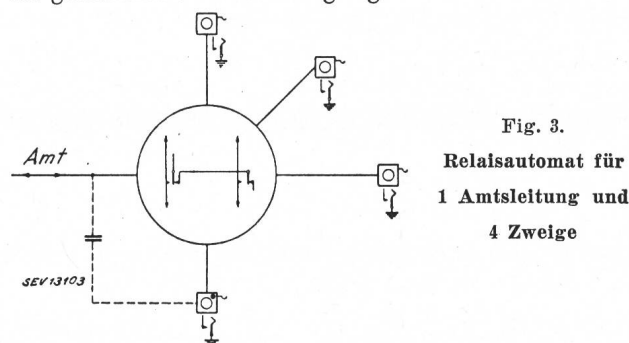 Amt
SEV13103
Fig. 3.
Relaisautomat für
1 Amtsleitung und
4 Zweige